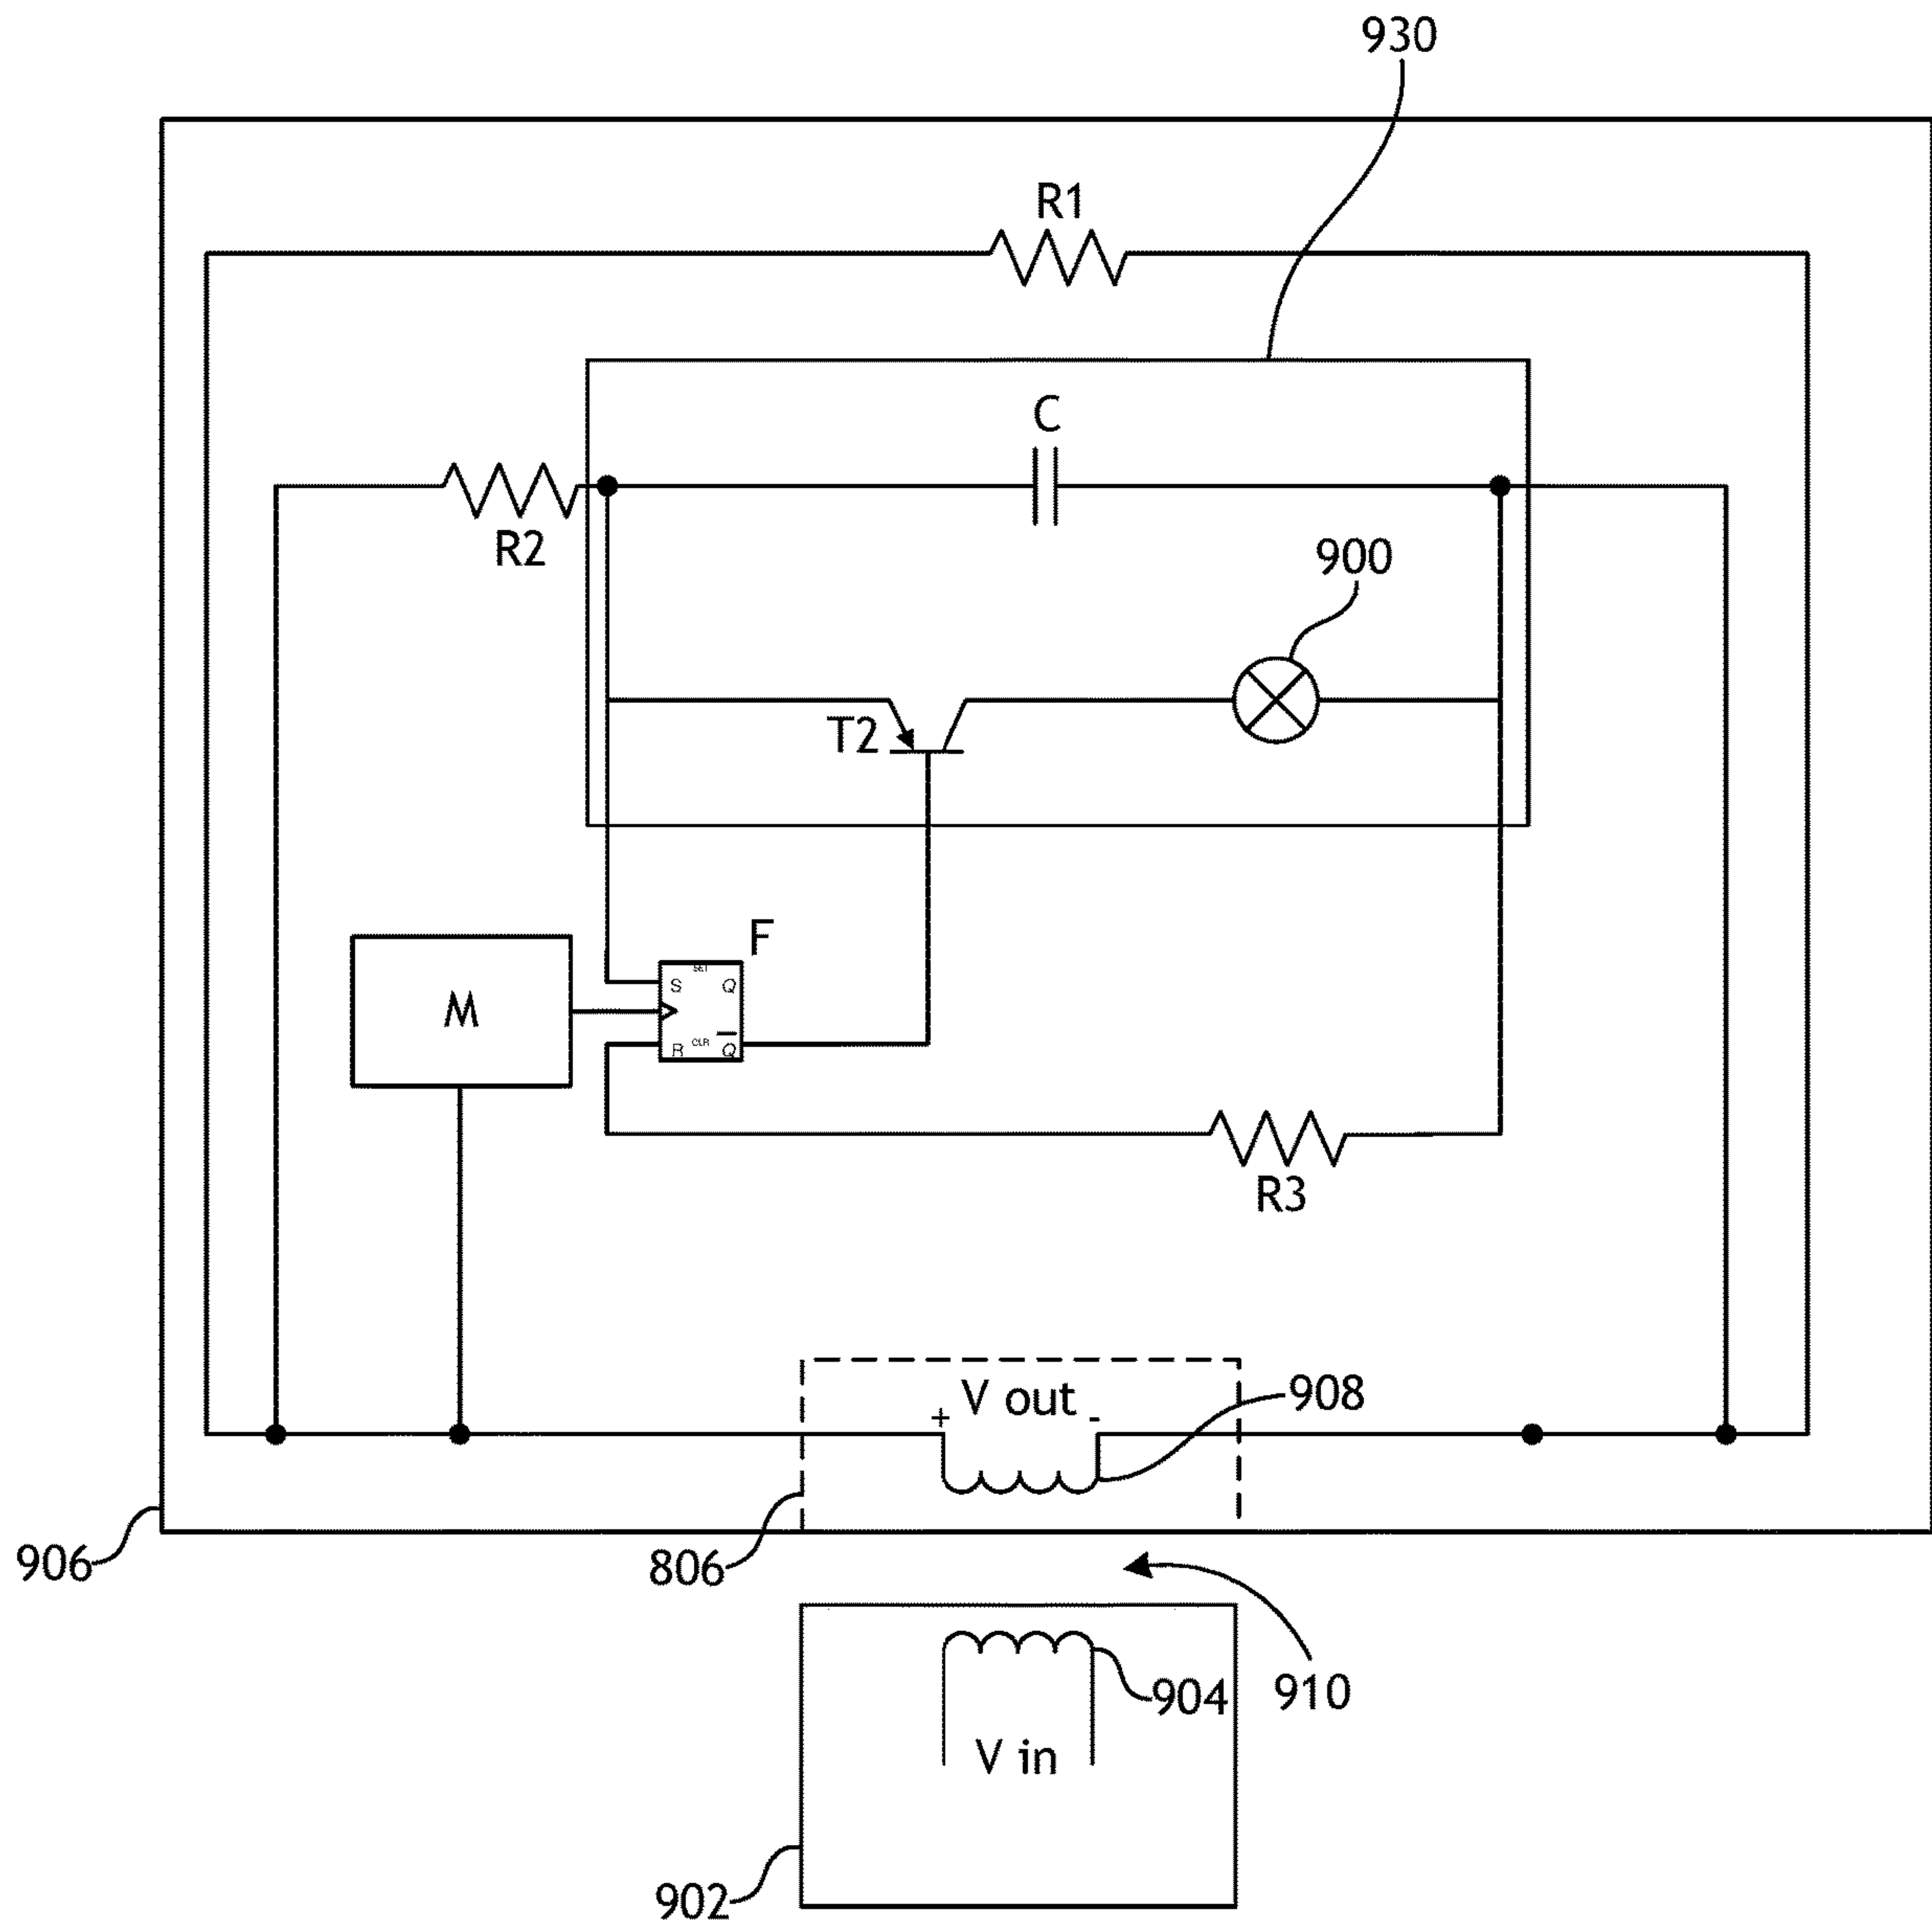 930
R1
C
R2
900
T2
F
SET
S Q
M
R CLR Q
R3
V out
+ -
908
906
806
904
910
V in
902